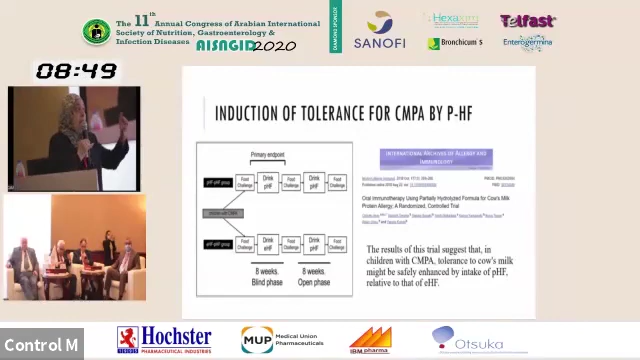 The 11th Annual Congress of Arabian International
Society of Nutrition, Gastroenterology &
Infection Diseases AISNGID2020
DIAMOND SPONSOR
SANOFI
Hexaxim
Telfast
Bronchicum S
Enterogermina
08:49
INDUCTION OF TOLERANCE FOR CMPA BY P-HF
Primary endpoint
Food Challenge
Drink pHF
Food Challenge
Drink pHF
Food Challenge
Food Challenge
Drink eHF
Food Challenge
Drink pHF
Food Challenge
8 weeks.
Blind phase
8 weeks.
Open phase
INTERNATIONAL ARCHIVES OF ALLERGY AND
IMMUNOLOGY
Oral Immunotherapy Using Partially Hydrolyzed Formula for Cow's Milk
Protein Allergy: A Randomized, Controlled Trial
The results of this trial suggest that, in
children with CMPA, tolerance to cow's milk
might be safely enhanced by intake of pHF,
relative to that of eHF.
Control M
Hochster
PHARMACEUTICAL INDUSTRIES
MUP
Medical Union
Pharmaceuticals
IBM pharma
Otsuka